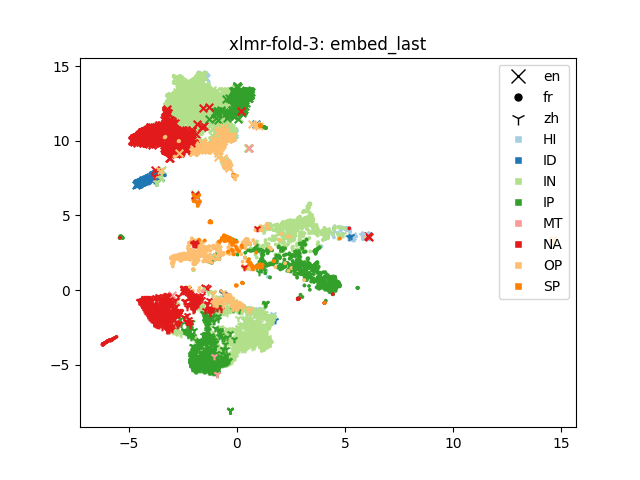 xlmr-fold-3: embed_last
15
10
5
0
−5
−5
0
5
10
15
en
fr
zh
HI
ID
IN
IP
MT
NA
OP
SP